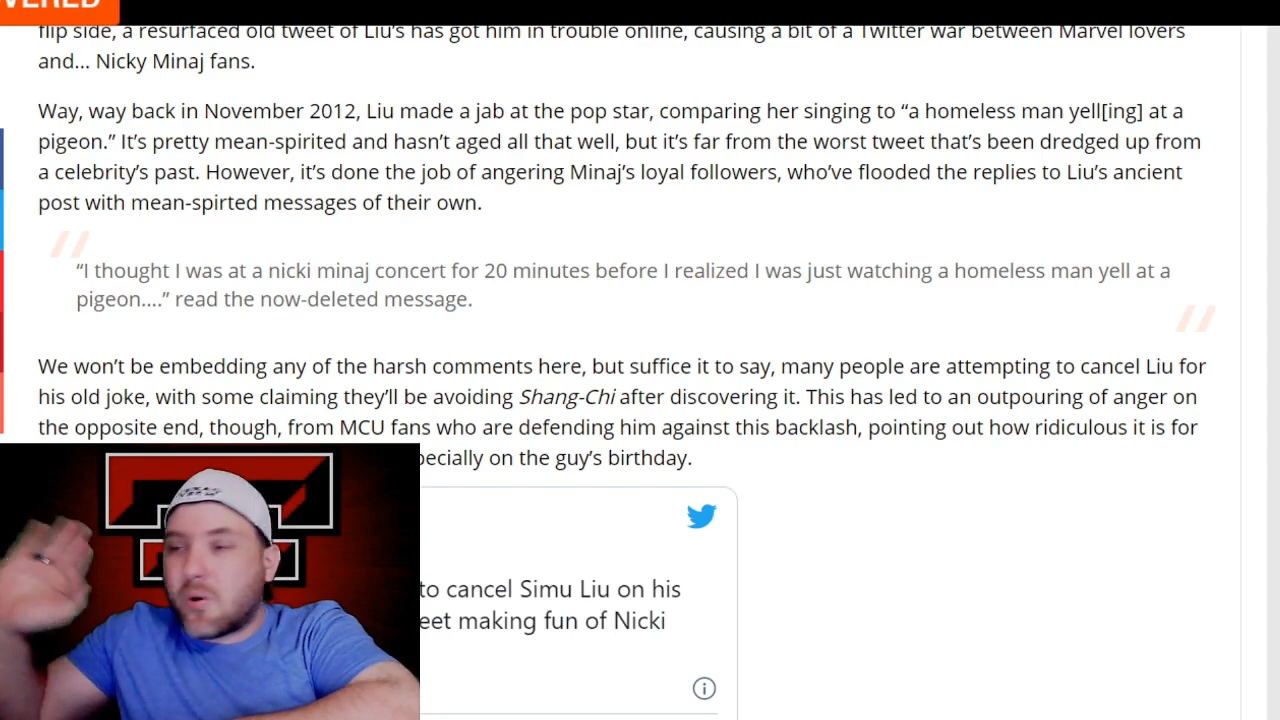 flip side, a resurfaced old tweet of Liu's has got him in trouble online, causing a bit of a Twitter war between Marvel lovers
and… Nicky Minaj fans.
Way, way back in November 2012, Liu made a jab at the pop star, comparing her singing to “a homeless man yell[ing] at a
pigeon.” It’s pretty mean-spirited and hasn’t aged all that well, but it’s far from the worst tweet that’s been dredged up from
a celebrity’s past. However, it’s done the job of angering Minaj’s loyal followers, who’ve flooded the replies to Liu’s ancient
post with mean-spirted messages of their own.
“I thought I was at a nicki minaj concert for 20 minutes before I realized I was just watching a homeless man yell at a
pigeon….” read the now-deleted message.
We won’t be embedding any of the harsh comments here, but suffice it to say, many people are attempting to cancel Liu for
his old joke, with some claiming they’ll be avoiding Shang-Chi after discovering it. This has led to an outpouring of anger on
the opposite end, though, from MCU fans who are defending him against this backlash, pointing out how ridiculous it is for
on the guy’s birthday.
to cancel Simu Liu on his
making fun of Nicki